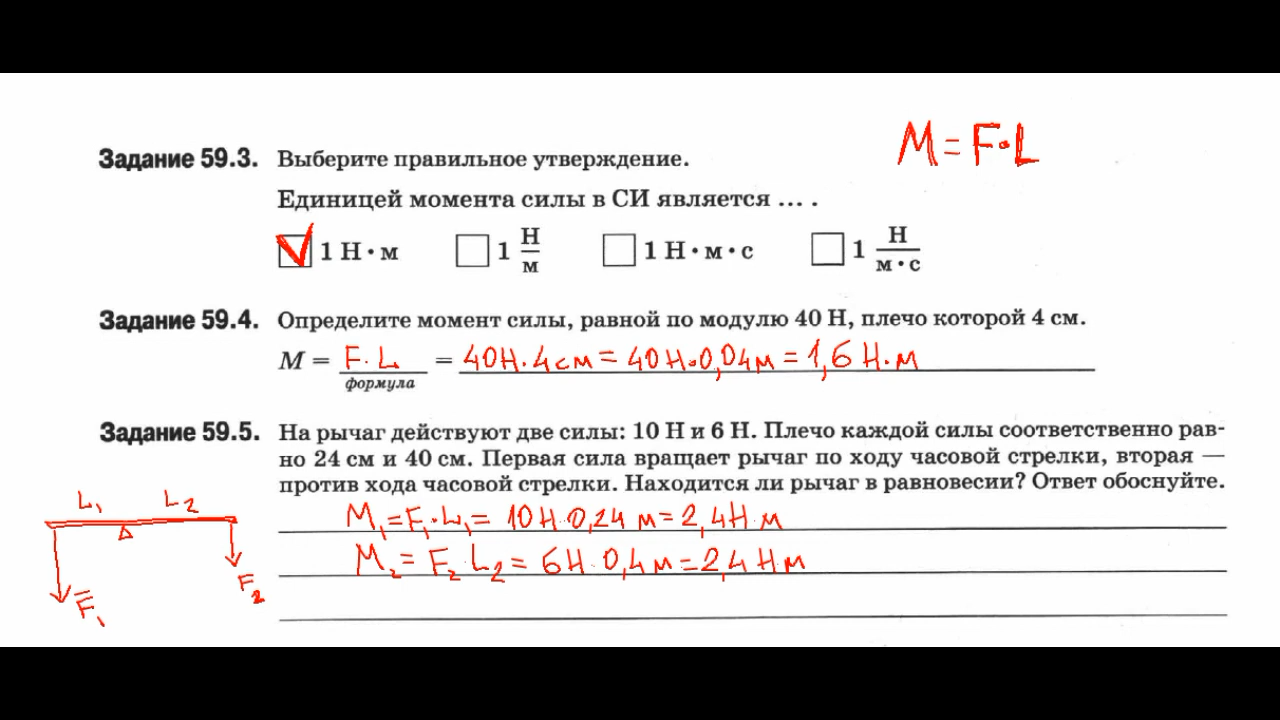 M = F·L
Задание 59.3. Выберите правильное утверждение.
Единицей момента силы в СИ является ... .
1 Н·м 1 Н/м 1 Н·м·с 1 Н/(м·с)
Задание 59.4. Определите момент силы, равной по модулю 40 Н, плечо которой 4 см.
M = F·L = 40Н·4см = 40Н·0,04м = 1,6 Н·м
формула
Задание 59.5. На рычаг действуют две силы: 10 Н и 6 Н. Плечо каждой силы соответственно рав-
но 24 см и 40 см. Первая сила вращает рычаг по ходу часовой стрелки, вторая —
против хода часовой стрелки. Находится ли рычаг в равновесии? Ответ обоснуйте.
L₁ L₂
M₁=F₁·L₁= 10Н·0,24 м=2,4Н·м
M₂= F₂·L₂= 6Н·0,4м=2,4Нм
F₂
F̅₁